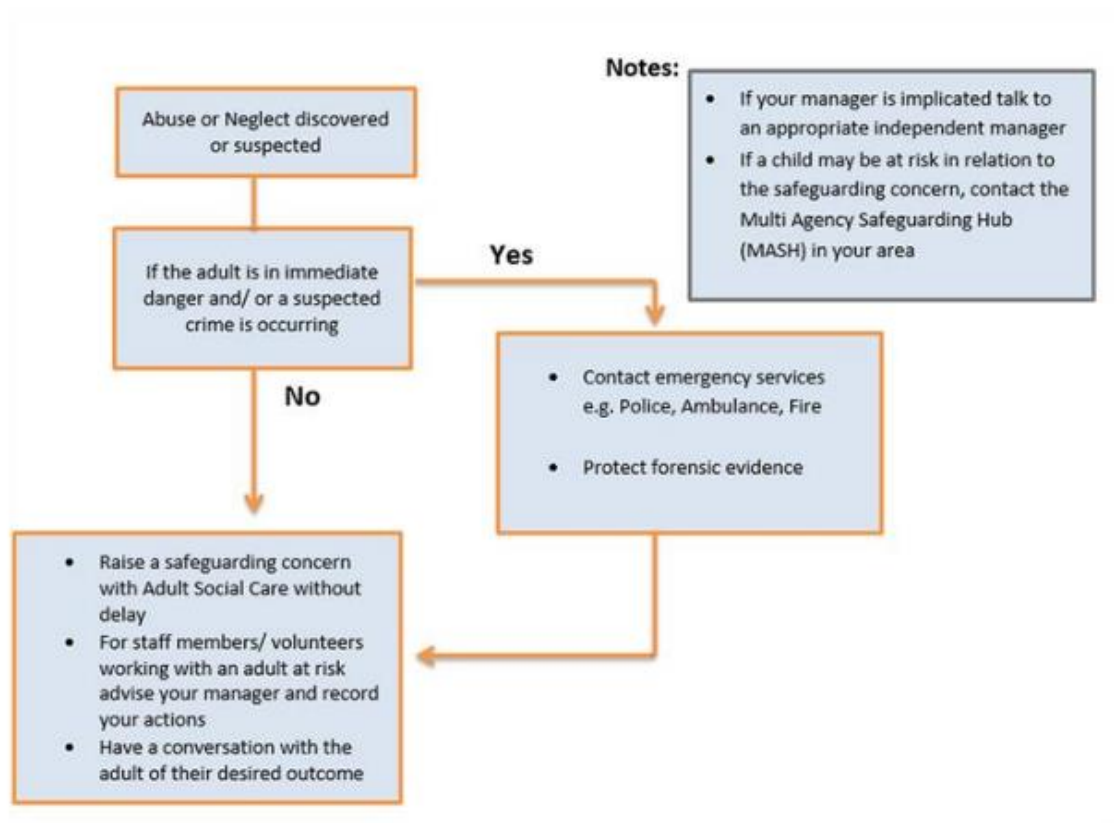 Notes:
• If your manager is implicated talk to
an appropriate independent manager
• If a child may be at risk in relation to
the safeguarding concern, contact the
Multi Agency Safeguarding Hub
(MASH) in your area
Abuse or Neglect discovered
or suspected
If the adult is in immediate
danger and/ or a suspected
crime is occurring
Yes
No
• Contact emergency services
e.g. Police, Ambulance, Fire
• Protect forensic evidence
• Raise a safeguarding concern
with Adult Social Care without
delay
• For staff members/ volunteers
working with an adult at risk
advise your manager and record
your actions
• Have a conversation with the
adult of their desired outcome